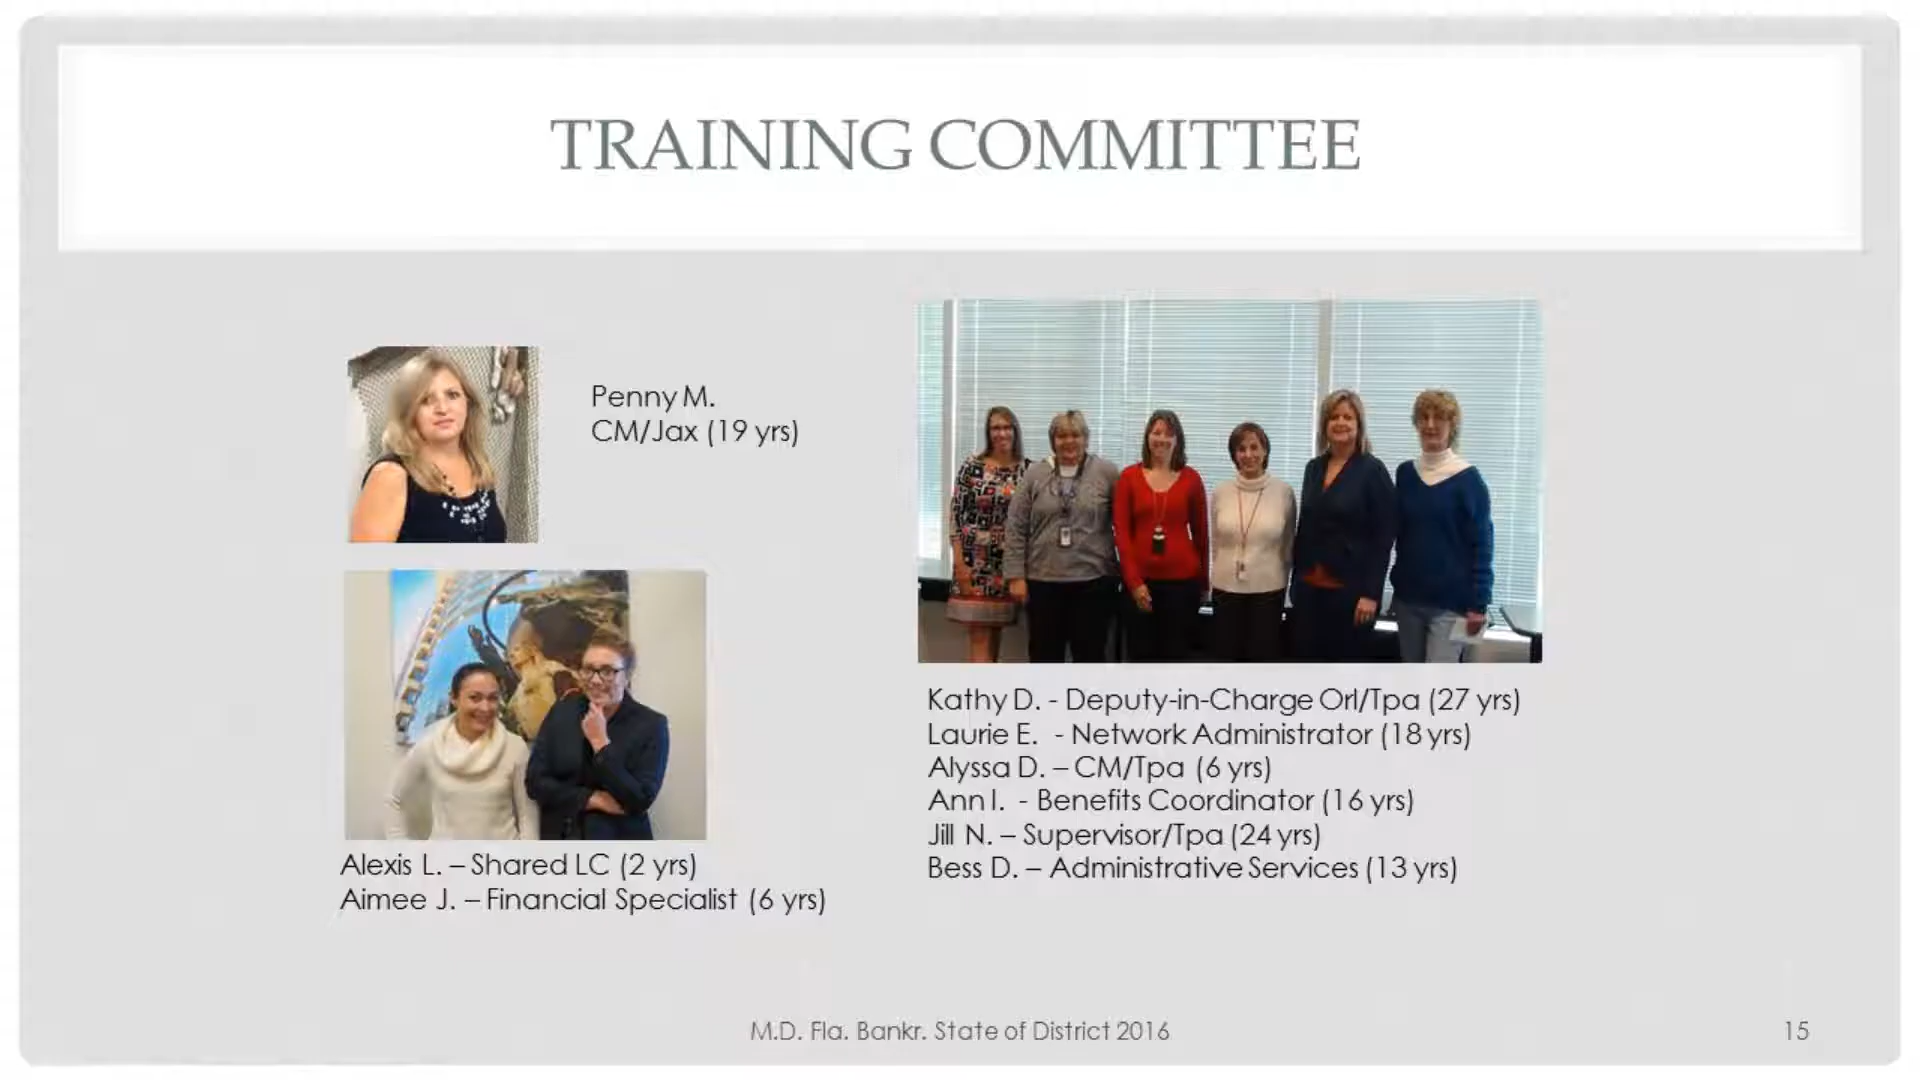 TRAINING COMMITTEE
Penny M.
CM/Jax (19 yrs)
Alexis L. – Shared LC (2 yrs)
Aimee J. – Financial Specialist (6 yrs)
Kathy D. - Deputy-in-Charge Orl/Tpa (27 yrs)
Laurie E. - Network Administrator (18 yrs)
Alyssa D. – CM/Tpa (6 yrs)
Ann I. - Benefits Coordinator (16 yrs)
Jill N. – Supervisor/Tpa (24 yrs)
Bess D. – Administrative Services (13 yrs)
M.D. Fla. Bankr. State of District 2016
15